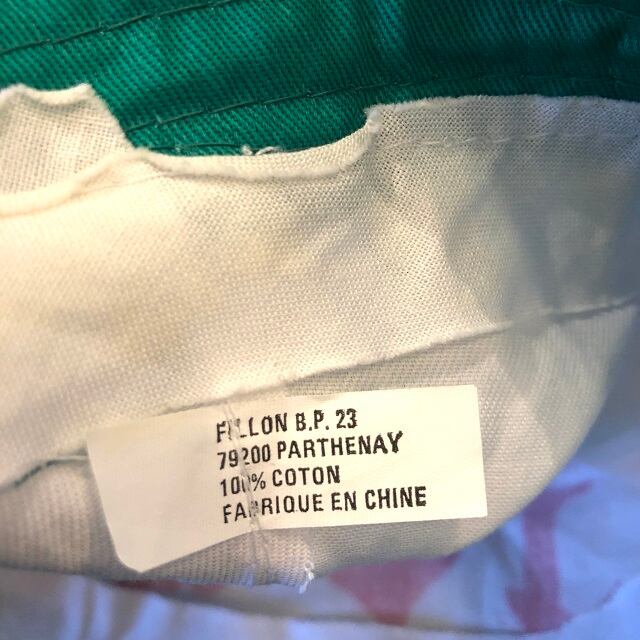 FILLON B.P. 23
79200 PARTHENAY
100% COTON
FABRIQUE EN CHINE